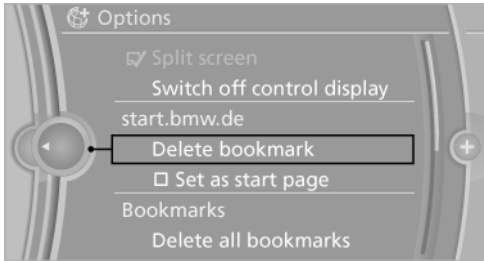 Options
Split screen
Switch off control display
start.bmw.de
Delete bookmark
Set as start page
Bookmarks
Delete all bookmarks